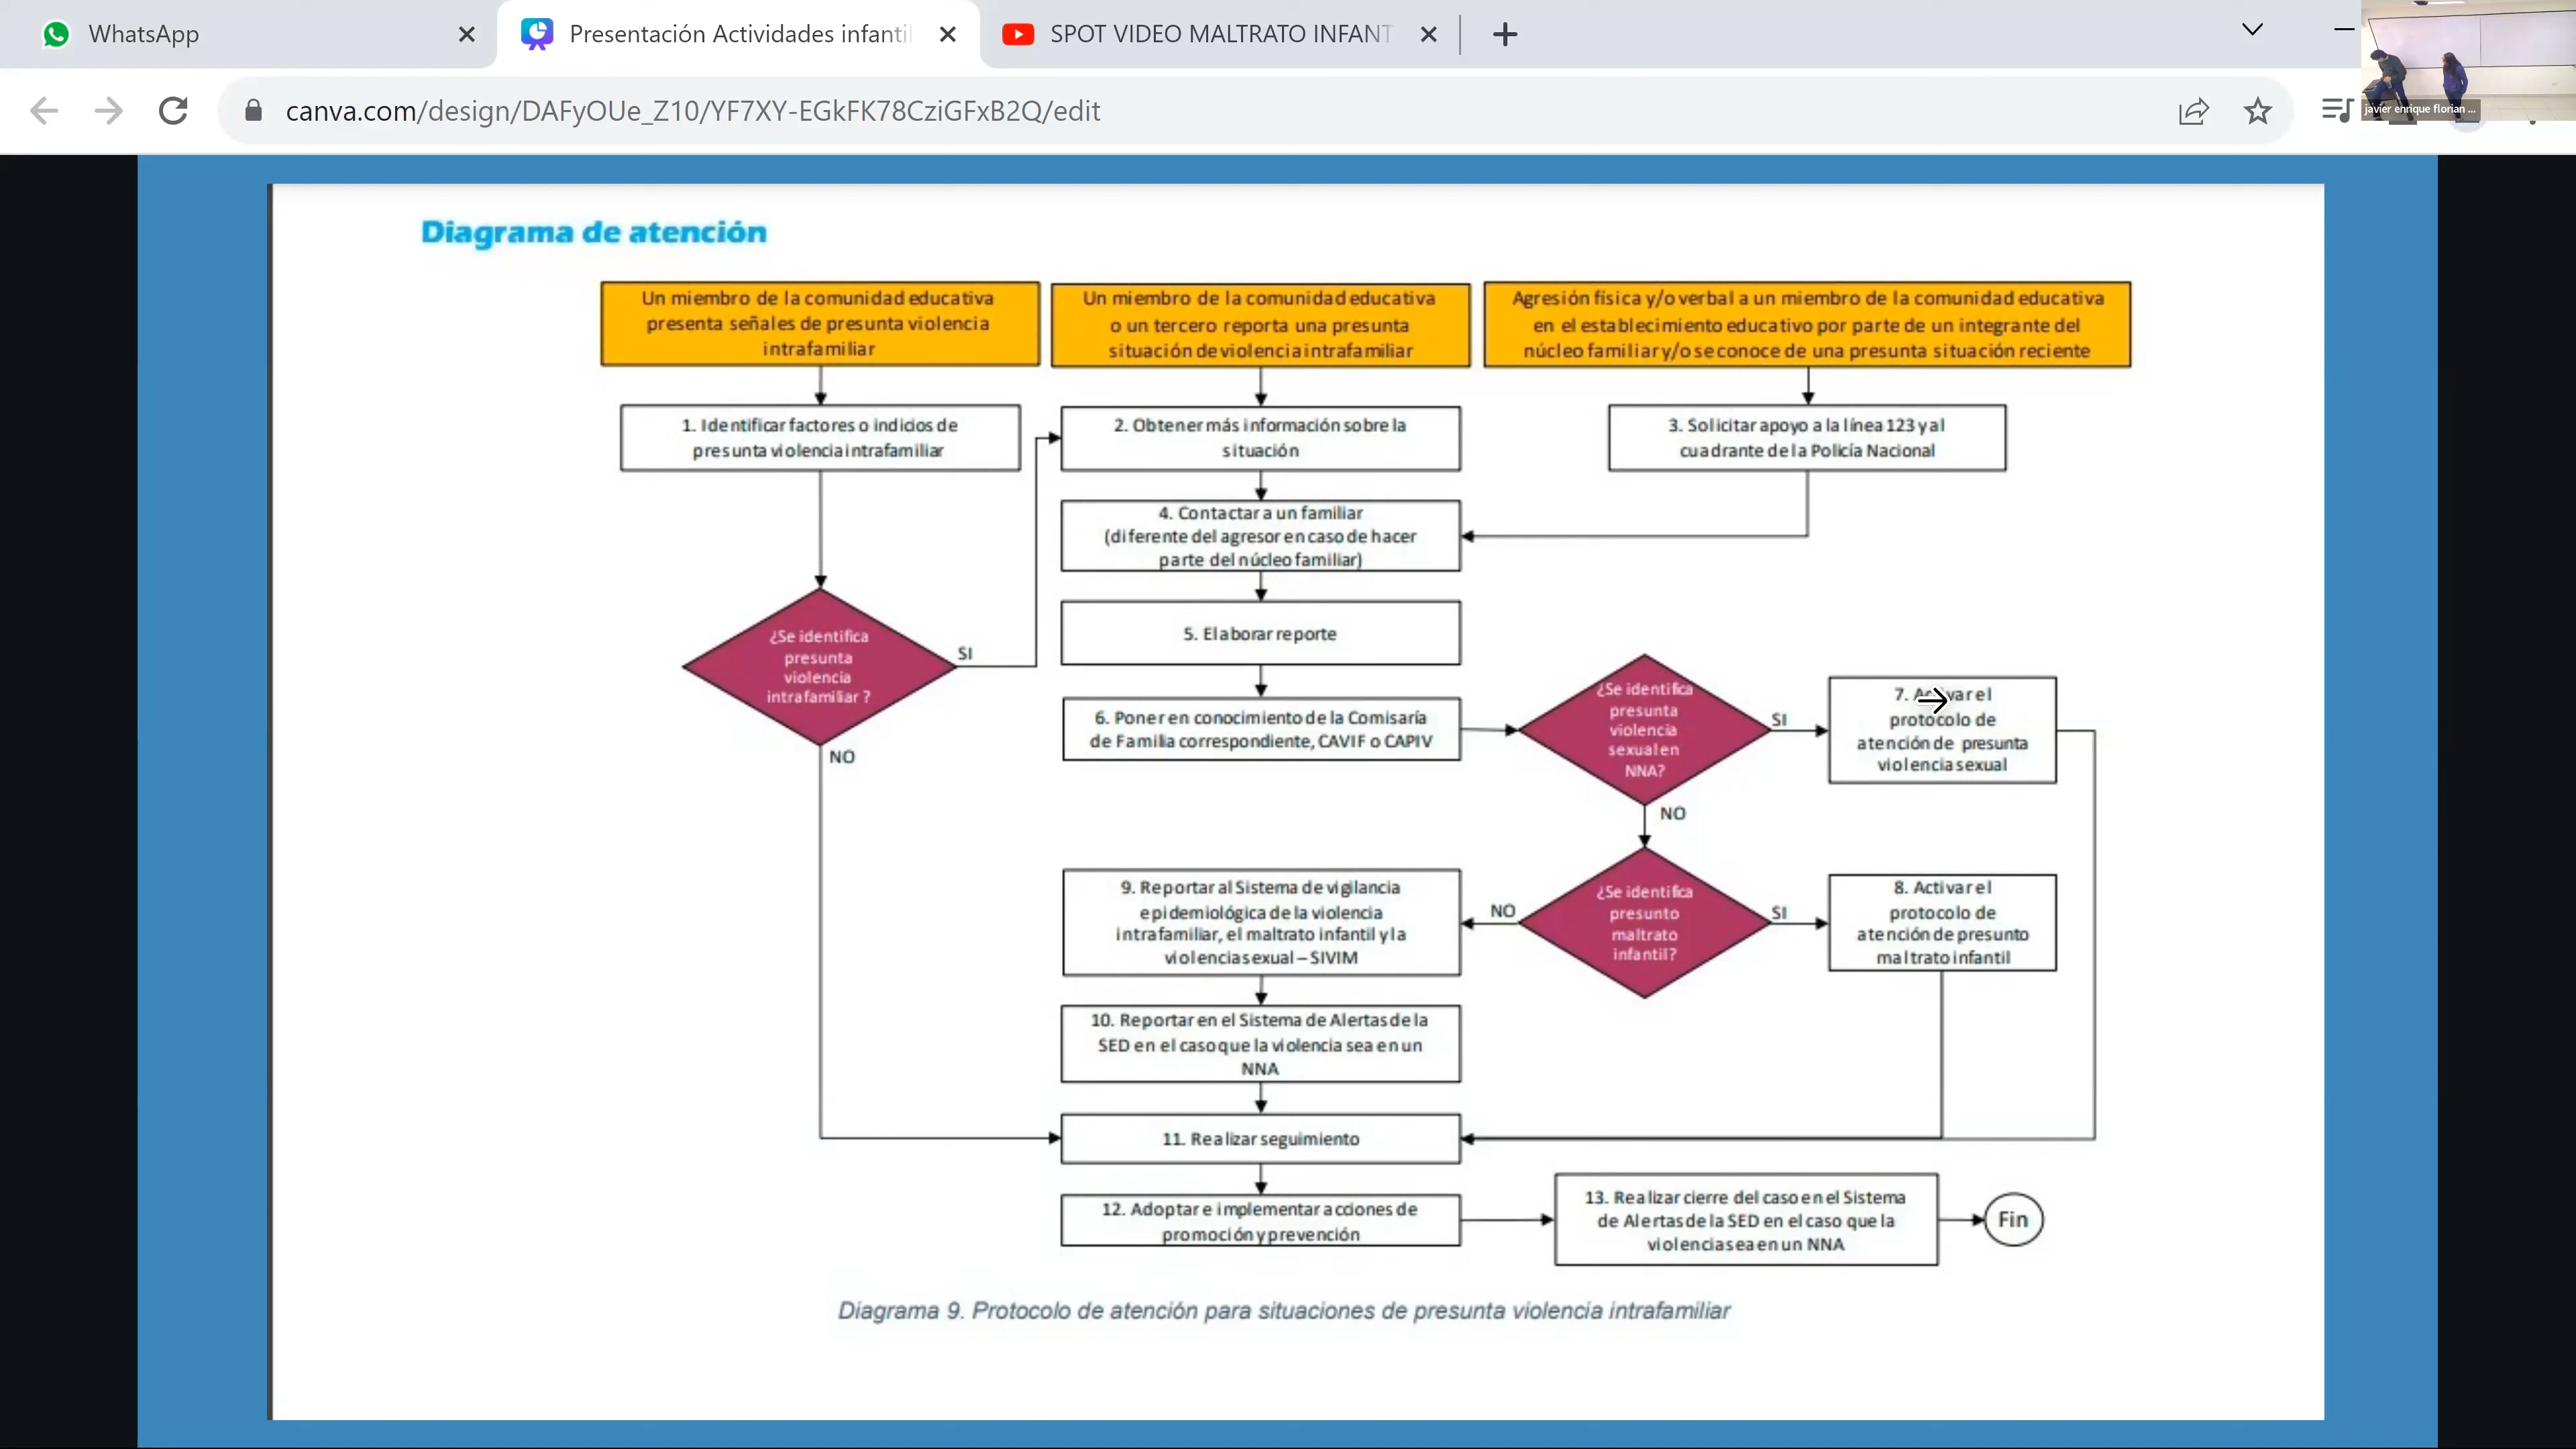 WhatsApp
Presentación Actividades infantil
SPOT VIDEO MALTRATO INFANT
canva.com/design/DAFyOUe_Z10/YF7XY-EGkFK78CziGFxB2Q/edit
javier enrique florian ...
Diagrama de atención
Un miembro de la comunidad educativa
presenta señales de presunta violencia
intrafamiliar
Un miembro de la comunidad educativa
o un tercero reporta una presunta
situación de violencia intrafamiliar
Agresión física y/o verbal a un miembro de la comunidad educativa
en el establecimiento educativo por parte de un integrante del
núcleo familiar y/o se conoce de una presunta situación reciente
1. Identificar factores o indicios de
presunta violencia intrafamiliar
2. Obtener más información sobre la
situación
3. Solicitar apoyo a la línea 123 y al
cuadrante de la Policía Nacional
4. Contactar a un familiar
(diferente del agresor en caso de hacer
parte del núcleo familiar)
5. Elaborar reporte
¿Se identifica
presunta
violencia
intrafamiliar ?
SI
NO
6. Poner en conocimiento de la Comisaría
de Familia correspondiente, CAVIF o CAPIV
¿Se identifica
presunta
violencia
sexual en
NNA?
SI
NO
7. Activar el
protocolo de
atención de presunta
violencia sexual
¿Se identifica
presunto
maltrato
infantil?
NO
SI
8. Activar el
protocolo de
atención de presunto
maltrato infantil
9. Reportar al Sistema de vigilancia
epidemiológica de la violencia
intrafamiliar, el maltrato infantil y la
violencia sexual – SIVIM
10. Reportar en el Sistema de Alertas de la
SED en el caso que la violencia sea en un
NNA
11. Realizar seguimiento
12. Adoptar e implementar acciones de
promoción y prevención
13. Realizar cierre del caso en el Sistema
de Alertas de la SED en el caso que la
violencia sea en un NNA
Fin
Diagrama 9. Protocolo de atención para situaciones de presunta violencia intrafamiliar